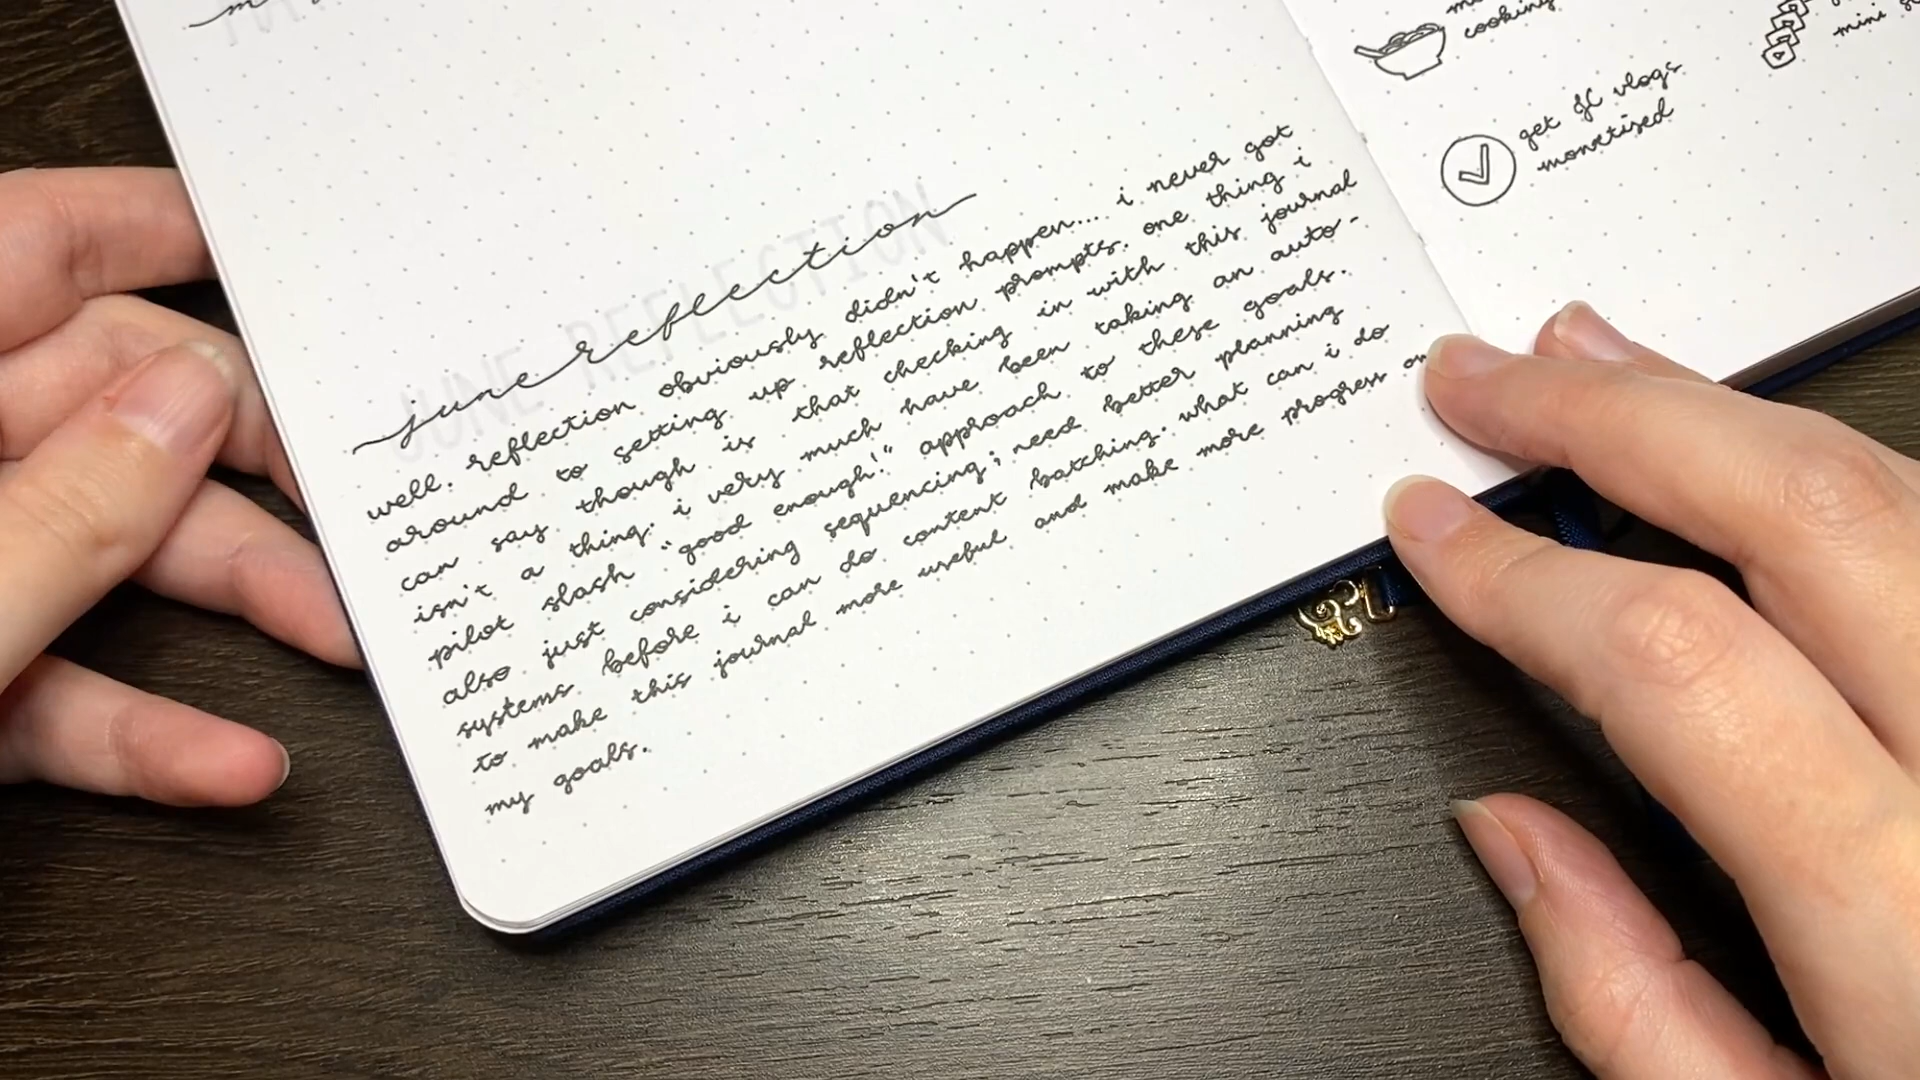 june reflection
JUNE REFLECTION
well. reflection obviously didn't happen... i never got
around to setting up reflection prompts. one thing i
can say though is that checking in with this journal
isn't a thing. i very much have been taking an auto-
pilot slash "good enough!" approach to these goals.
also just considering sequencing; need better planning
systems before i can do content batching. what can i do
to make this journal more useful and make more progress on
my goals.
cooking
mini
get JC vlogs
monetised